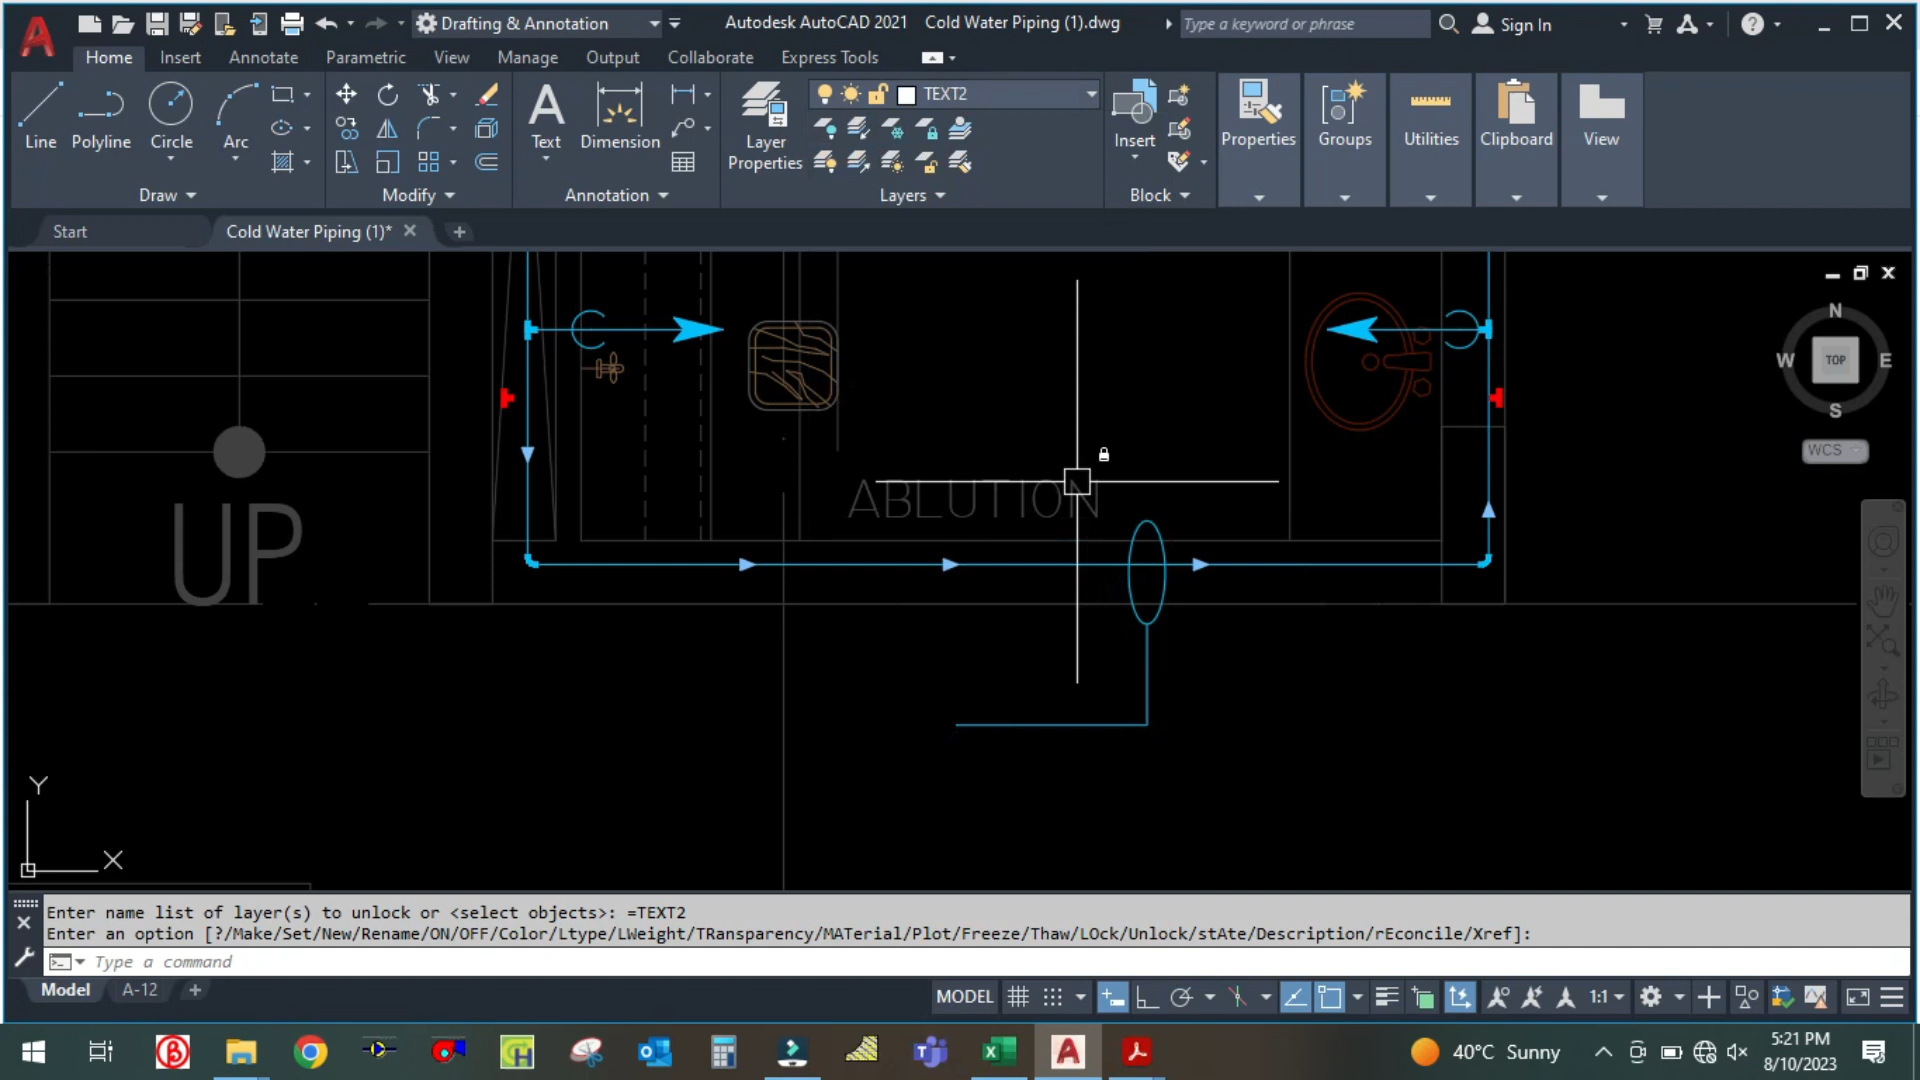 Drafting & Annotation
Autodesk AutoCAD 2021 Cold Water Piping (1).dwg
Type a keyword or phrase
Sign In
Home Insert Annotate Parametric View Manage Output Collaborate Express Tools
TEXT2
Line Polyline Circle Arc
Text Dimension
Layer Properties
Insert
Properties Groups Utilities Clipboard View
Draw Modify Annotation Layers Block
Start
Cold Water Piping (1)*
N
W TOP E
S
WCS
ABLUTION
UP
Y
X
Enter name list of layer(s) to unlock or <select objects>: =TEXT2
Enter an option [?/Make/Set/New/Rename/ON/OFF/Color/Ltype/LWeight/TRansparency/MATerial/Plot/Freeze/Thaw/LOck/Unlock/stAte/Description/rEconcile/Xref]:
Type a command
Model A-12
MODEL
1:1
40°C Sunny
5:21 PM
8/10/2023